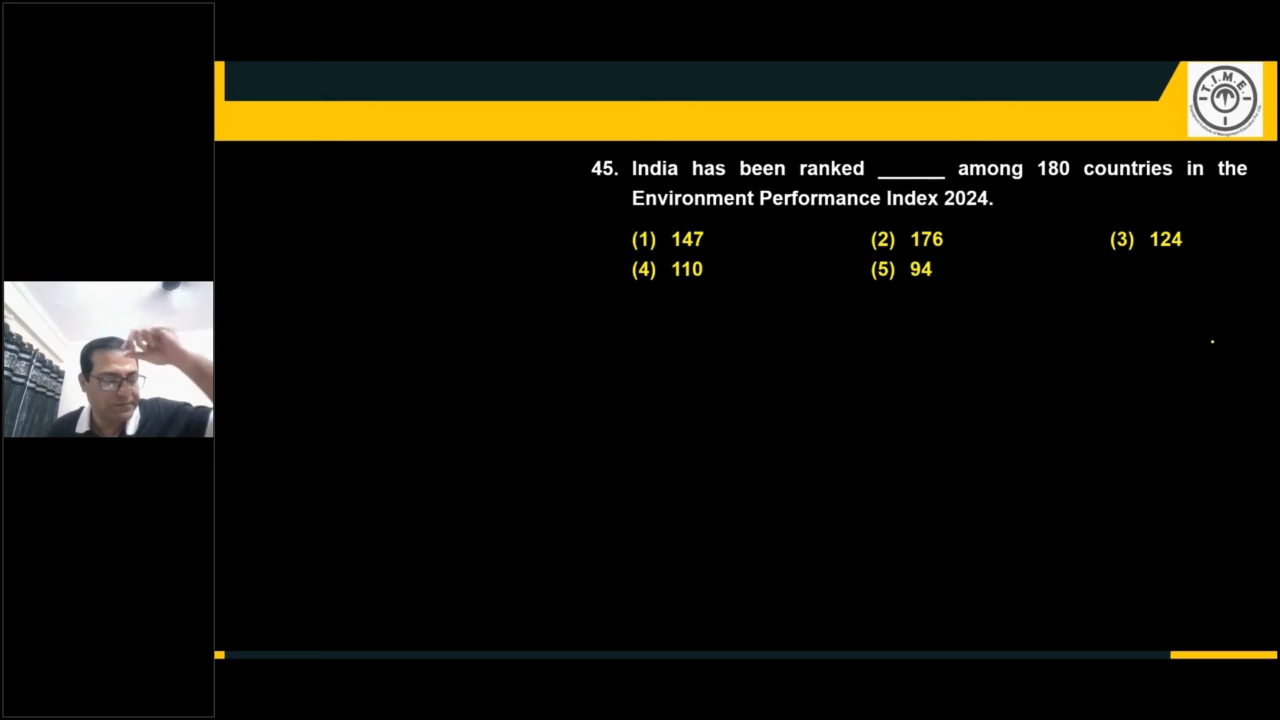 T.I.M.E.
45. India has been ranked ______ among 180 countries in the
Environment Performance Index 2024.
(1) 147 (2) 176 (3) 124
(4) 110 (5) 94